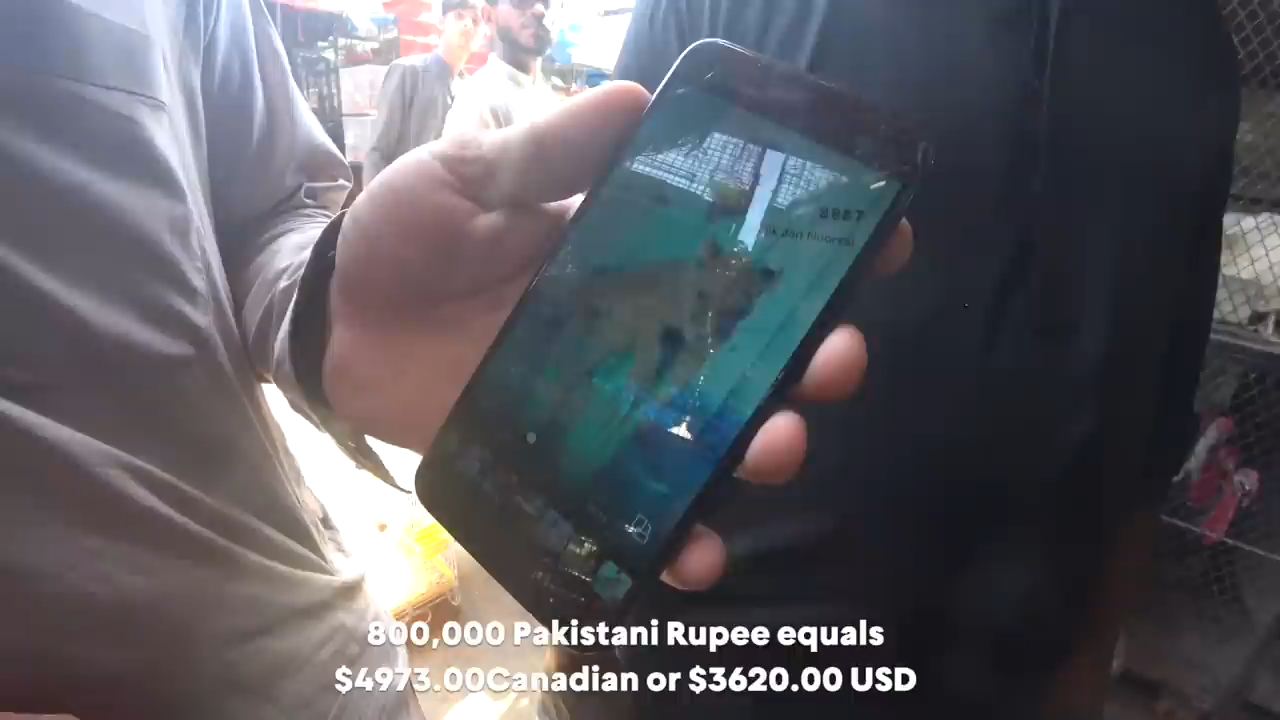 800,000 Pakistani Rupee equals
$4973.00Canadian or $3620.00 USD